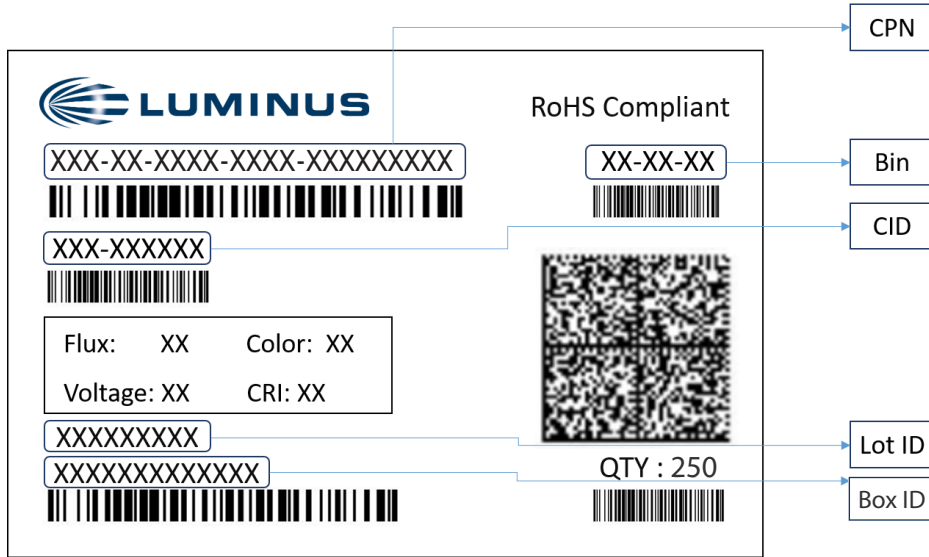 CPN
LUMINUS
RoHS Compliant
XXX-XX-XXXX-XXXX-XXXXXXXXX
XX-XX-XX
Bin
XXX-XXXXXX
CID
Flux: XX Color: XX
Voltage: XX CRI: XX
XXXXXXXXX
Lot ID
XXXXXXXXXXXXX
QTY : 250
Box ID